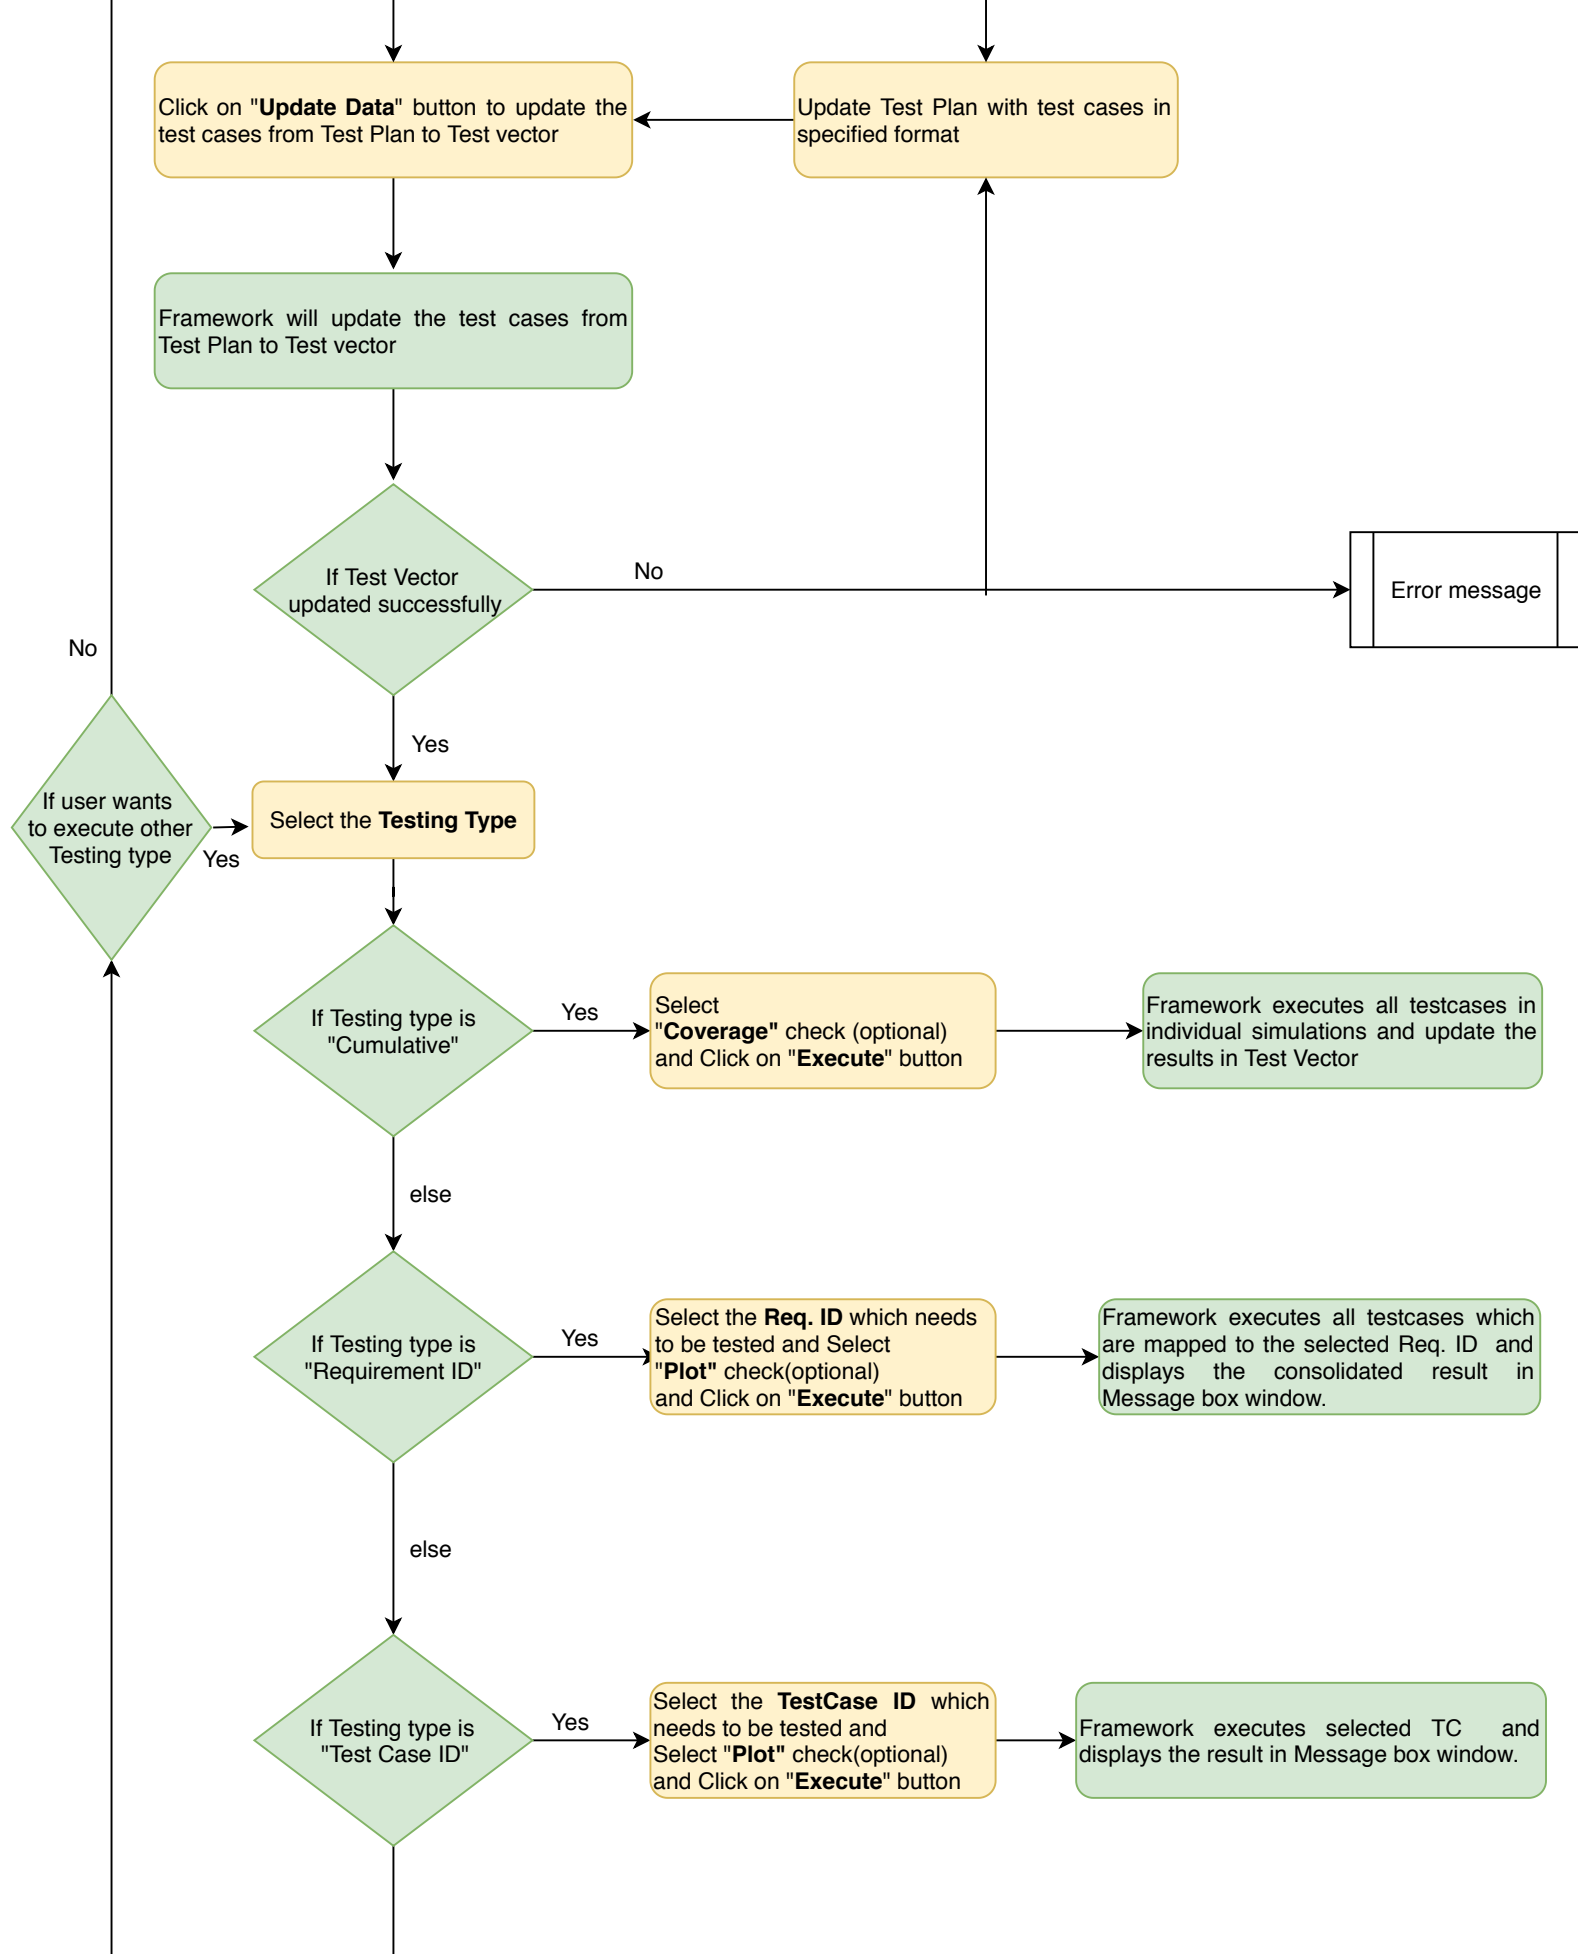 Click on "Update Data" button to update the
test cases from Test Plan to Test vector
Update Test Plan with test cases in
specified format
Framework will update the test cases from
Test Plan to Test vector
If Test Vector
updated successfully
No
Error message
No
Yes
If user wants
to execute other
Testing type
Yes
Select the Testing Type
If Testing type is
"Cumulative"
Yes
Select
"Coverage" check (optional)
and Click on "Execute" button
Framework executes all testcases in
individual simulations and update the
results in Test Vector
else
If Testing type is
"Requirement ID"
Yes
Select the Req. ID which needs
to be tested and Select
"Plot" check(optional)
and Click on "Execute" button
Framework executes all testcases which
are mapped to the selected Req. ID and
displays the consolidated result in
Message box window.
else
If Testing type is
"Test Case ID"
Yes
Select the TestCase ID which
needs to be tested and
Select "Plot" check(optional)
and Click on "Execute" button
Framework executes selected TC and
displays the result in Message box window.